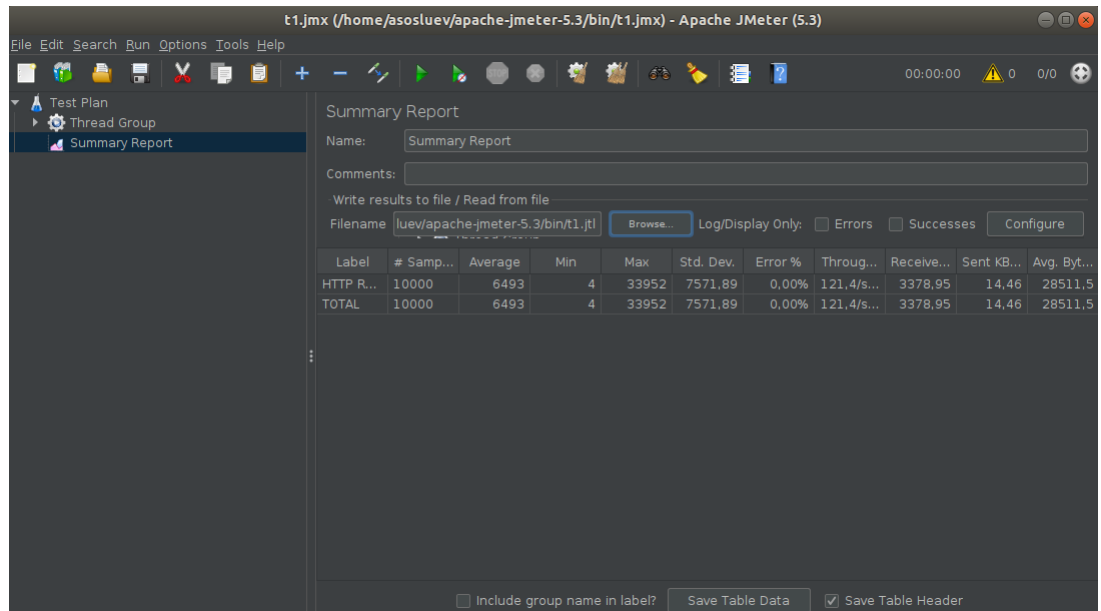 t1.jmx (/home/asosluev/apache-jmeter-5.3/bin/t1.jmx) - Apache JMeter (5.3)
File Edit Search Run Options Tools Help
00:00:00 0 0/0
Test Plan
Thread Group
Summary Report
Summary Report
Name: Summary Report
Comments:
Write results to file / Read from file
Filename luev/apache-jmeter-5.3/bin/t1.jtl Browse... Log/Display Only: Errors Successes Configure
Label # Samp... Average Min Max Std. Dev. Error % Throug... Receive... Sent KB... Avg. Byt...
HTTP R... 10000 6493 4 33952 7571,89 0,00% 121,4/s... 3378,95 14,46 28511,5
TOTAL 10000 6493 4 33952 7571,89 0,00% 121,4/s... 3378,95 14,46 28511,5
Include group name in label? Save Table Data Save Table Header